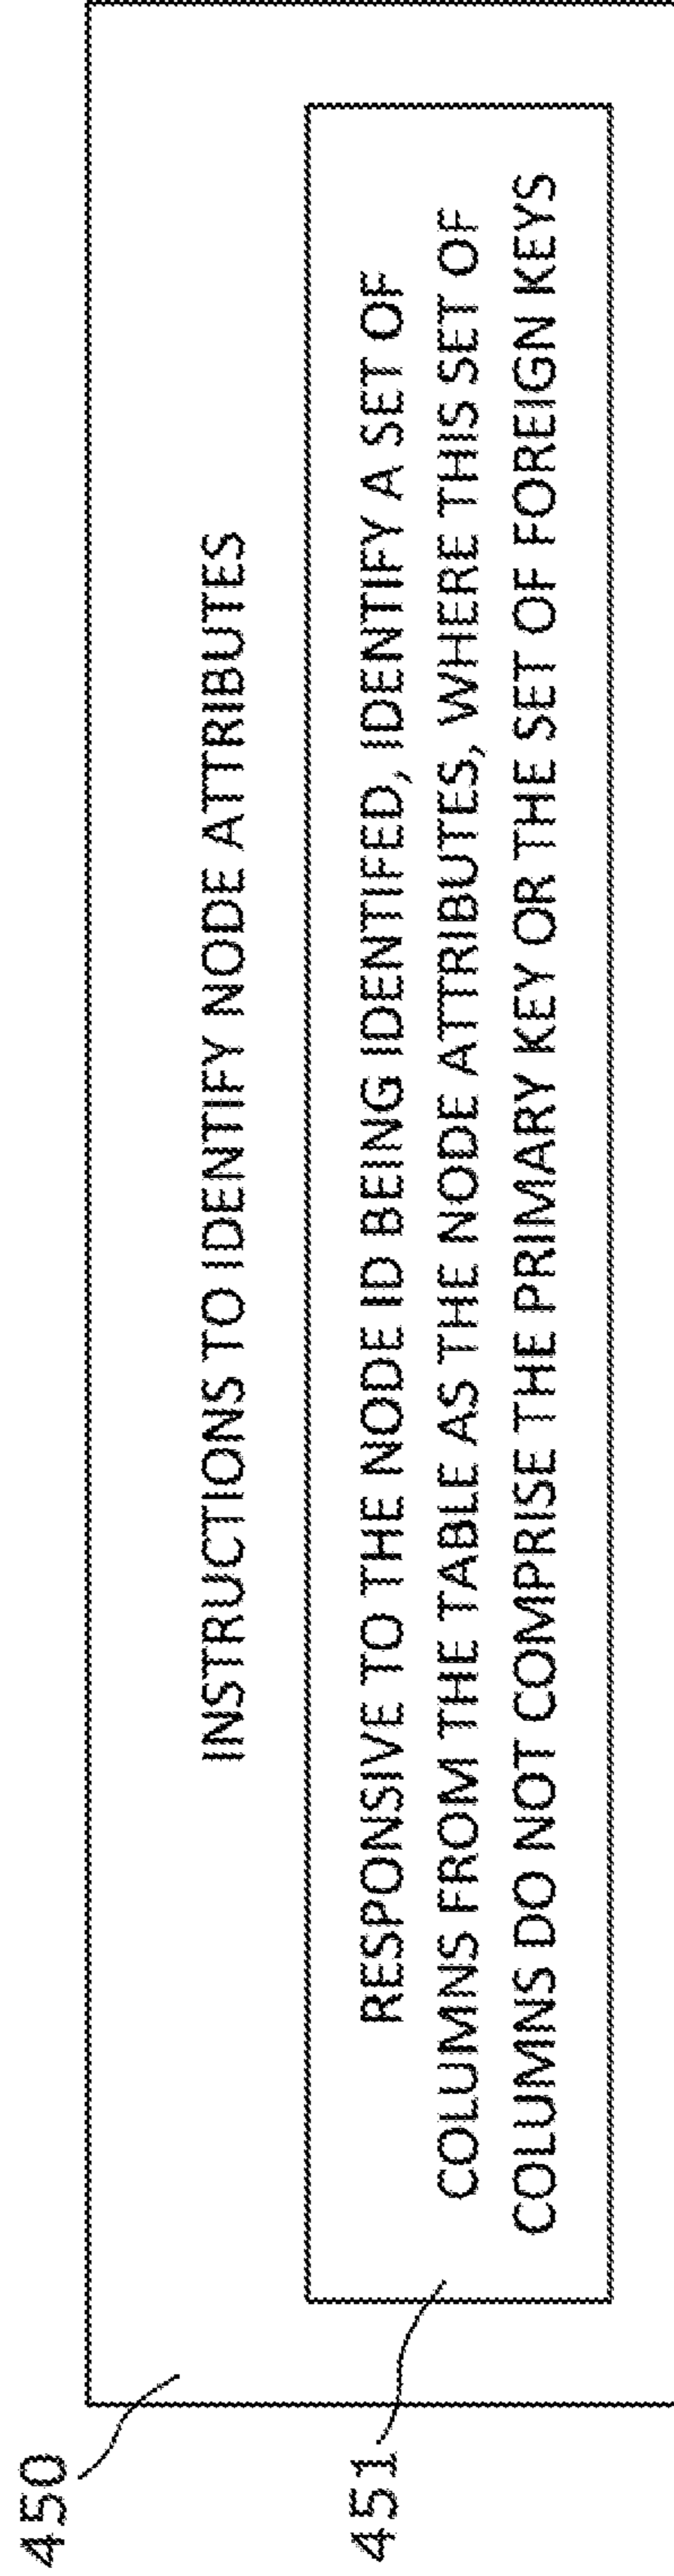 450
INSTRUCTIONS TO IDENTIFY NODE ATTRIBUTES
451
RESPONSIVE TO THE NODE ID BEING IDENTIFED, IDENTIFY A SET OF
COLUMNS FROM THE TABLE AS THE NODE ATTRIBUTES, WHERE THIS SET OF
COLUMNS DO NOT COMPRISE THE PRIMARY KEY OR THE SET OF FOREIGN KEYS